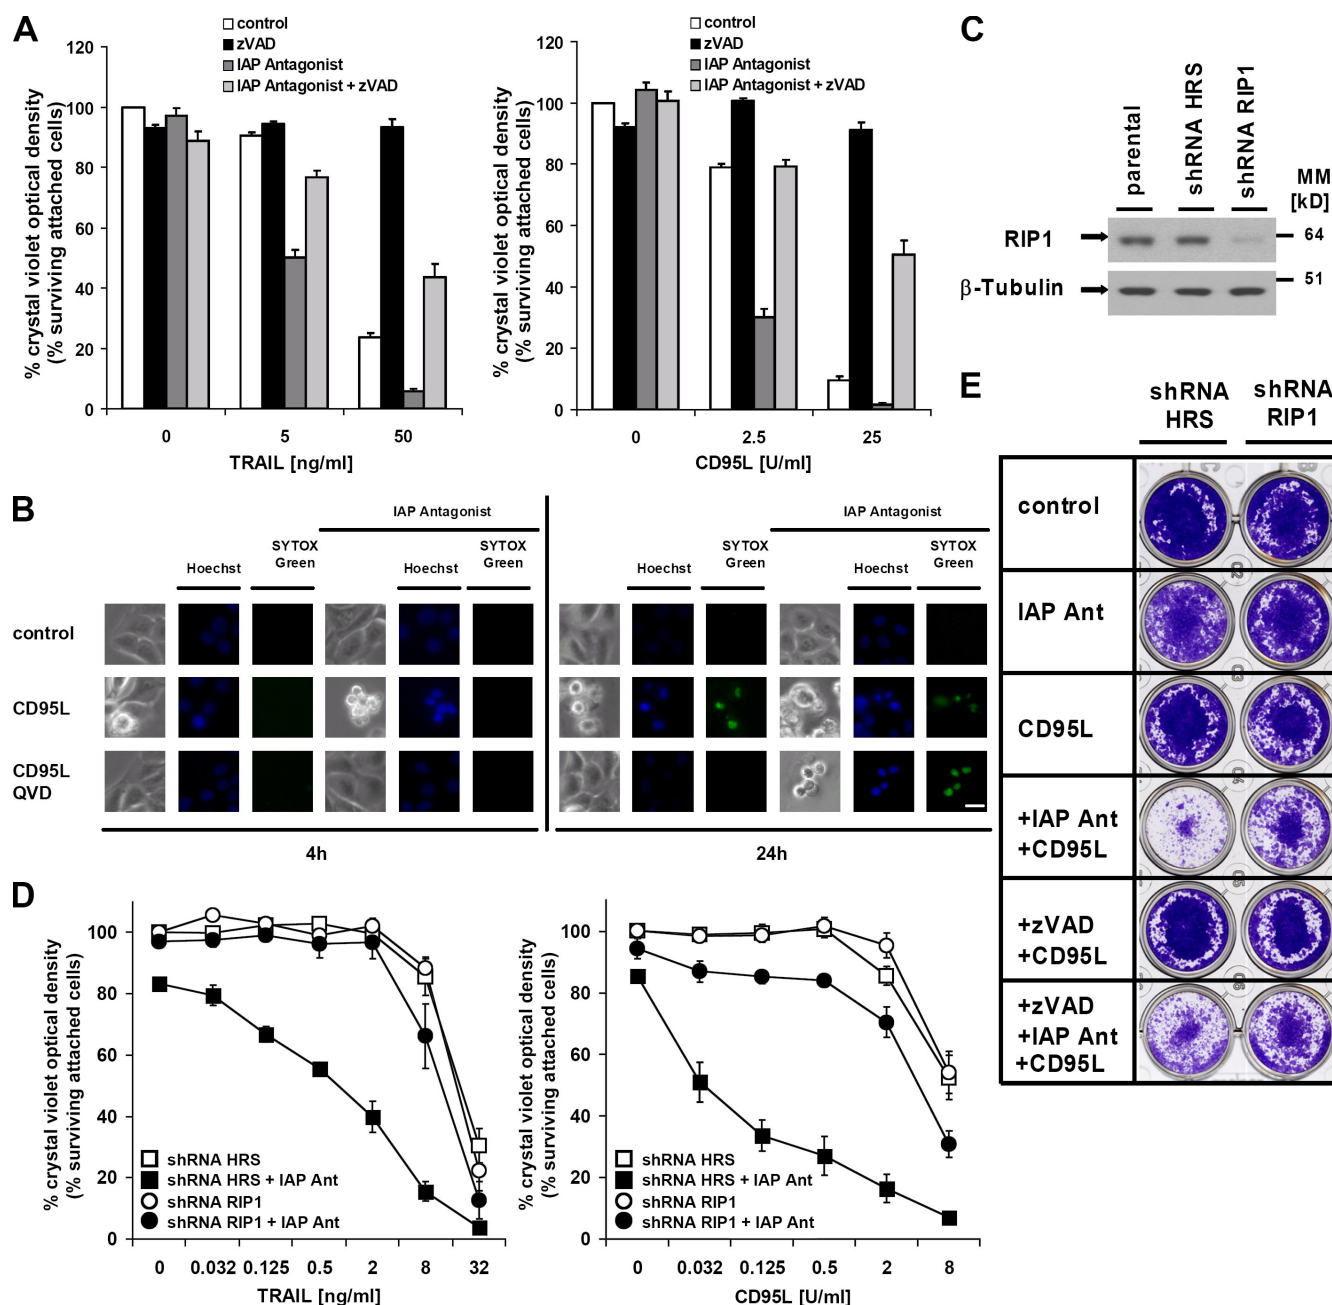 A
control
zVAD
IAP Antagonist
IAP Antagonist + zVAD
% crystal violet optical density
(% surviving attached cells)
120
100
80
60
40
20
0
0
5
50
TRAIL [ng/ml]
control
zVAD
IAP Antagonist
IAP Antagonist + zVAD
% crystal violet optical density
(% surviving attached cells)
120
100
80
60
40
20
0
0
2.5
25
CD95L [U/ml]
C
parental
shRNA HRS
shRNA RIP1
MM
[kD]
RIP1
64
β-Tubulin
51
B
IAP Antagonist
Hoechst
SYTOX
Green
Hoechst
SYTOX
Green
IAP Antagonist
Hoechst
SYTOX
Green
Hoechst
SYTOX
Green
control
CD95L
CD95L
QVD
4h
24h
D
% crystal violet optical density
(% surviving attached cells)
100
80
60
40
20
0
shRNA HRS
shRNA HRS + IAP Ant
shRNA RIP1
shRNA RIP1 + IAP Ant
0
0.032
0.125
0.5
2
8
32
TRAIL [ng/ml]
% crystal violet optical density
(% surviving attached cells)
100
80
60
40
20
0
shRNA HRS
shRNA HRS + IAP Ant
shRNA RIP1
shRNA RIP1 + IAP Ant
0
0.032
0.125
0.5
2
8
CD95L [U/ml]
E
shRNA
HRS
shRNA
RIP1
control
IAP Ant
CD95L
+IAP Ant
+CD95L
+zVAD
+CD95L
+zVAD
+IAP Ant
+CD95L